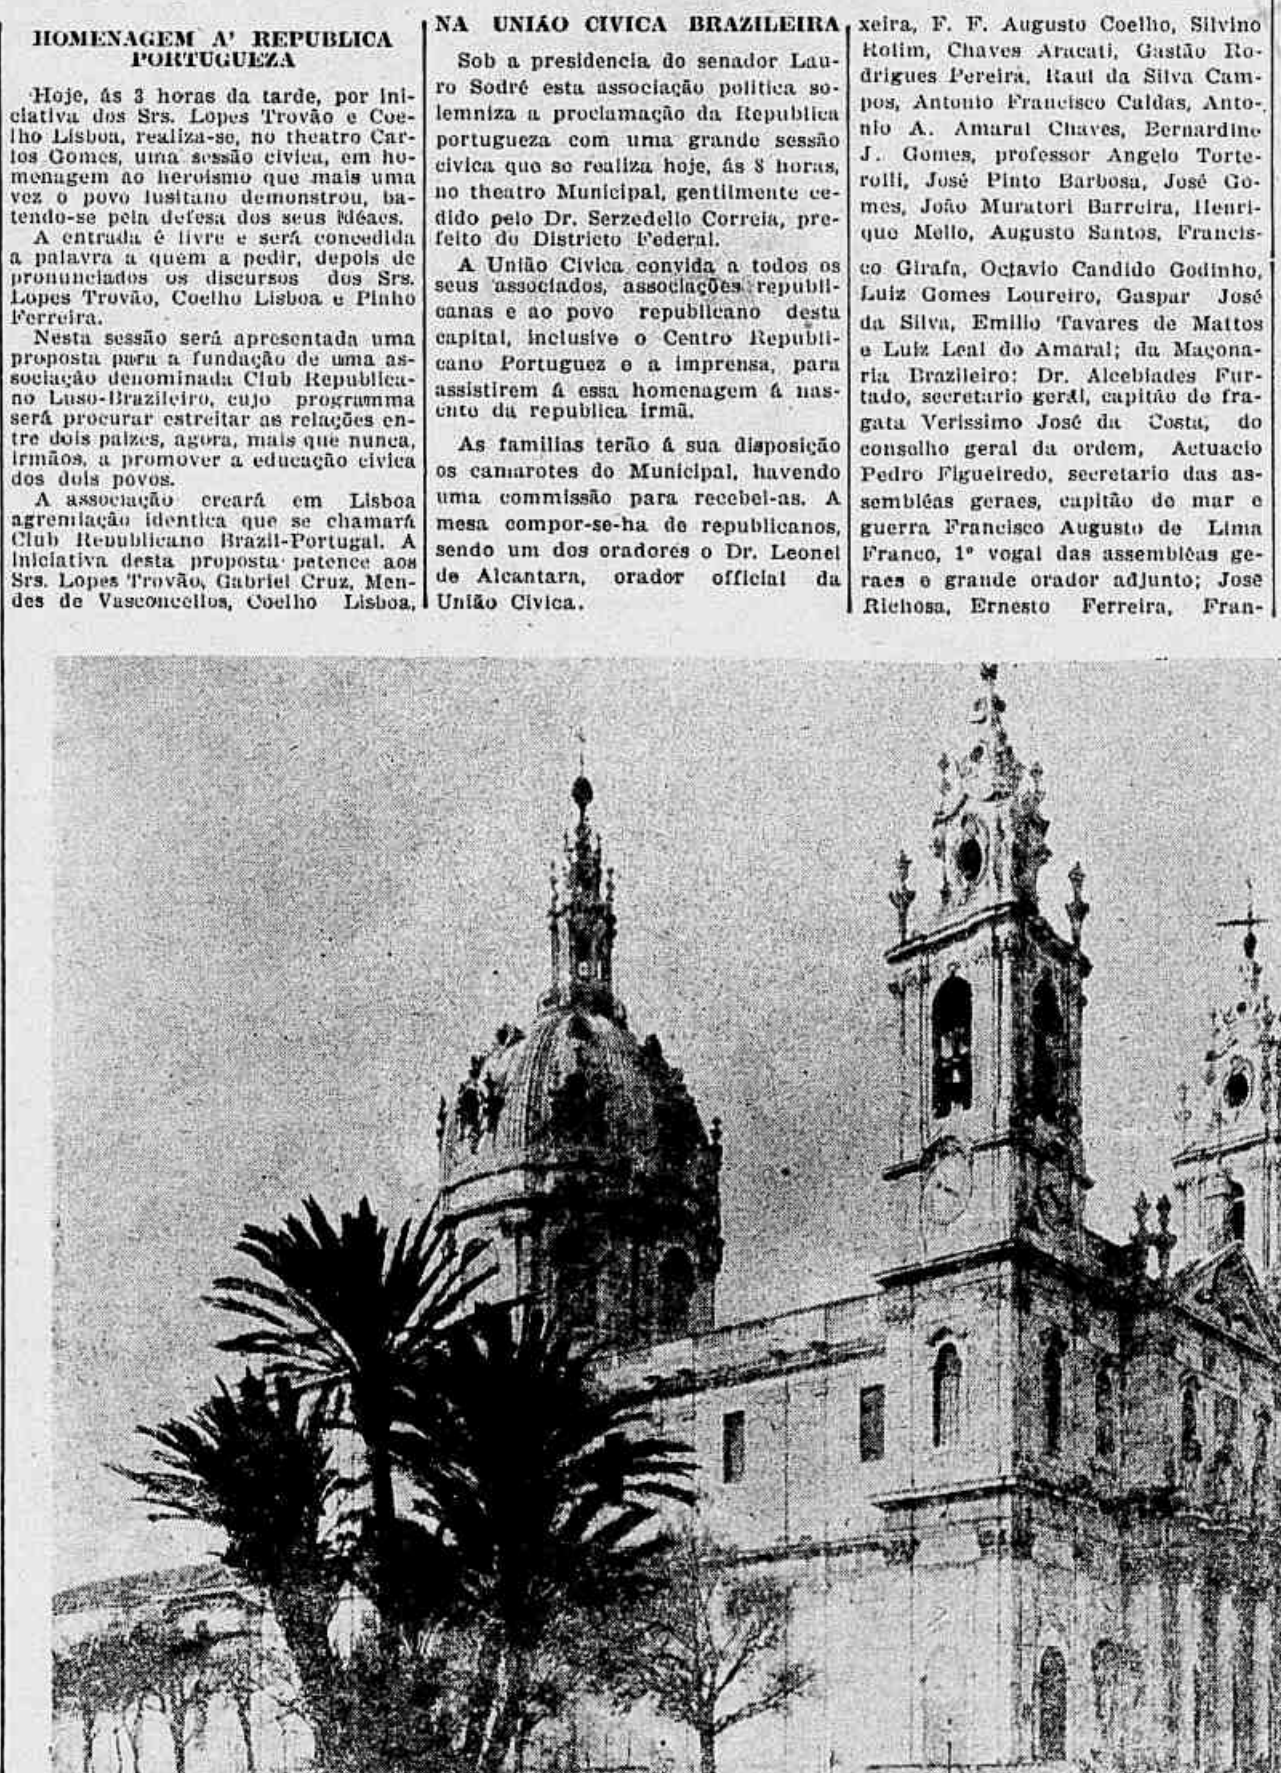 HOMENAGEM A' REPUBLICA
PORTUGUEZA
Hoje, ás 3 horas da tarde, por ini-
ciativa dos Srs. Lopes Trovão e Coe-
lho Lisboa, realiza-se, no theatro Car-
los Gomes, uma sessão civica, em ho-
menagem ao heroismo que mais uma
vez o povo lusitano demonstrou, ba-
tendo-se pela defesa dos seus idéaes.
A entrada é livre e será concedida
a palavra a quem a pedir, depois de
pronunciados os discursos dos Srs.
Lopes Trovão, Coelho Lisboa e Pinho
Ferreira.
Nesta sessão será apresentada uma
proposta para a fundação de uma as-
sociação denominada Club Republica-
no Luso-Brazileiro, cujo programma
será procurar estreitar as relações en-
tre dois paizes, agora, mais que nunca,
irmãos, a promover a educação civica
dos dois povos.
A associação creará em Lisboa
agremiação identica que se chamará
Club Republicano Brazil-Portugal. A
iniciativa desta proposta petence aos
Srs. Lopes Trovão, Gabriel Cruz, Men-
des de Vasconcellos, Coelho Lisboa,
NA UNIÃO CIVICA BRAZILEIRA
Sob a presidencia do senador Lau-
ro Sodré esta associação politica so-
lemniza a proclamação da Republica
portugueza com uma grande sessão
civica que se realiza hoje, ás 8 horas,
no theatro Municipal, gentilmente ce-
dido pelo Dr. Serzedello Correia, pre-
feito do Districto Federal.
A União Civica convida a todos os
seus associados, associações republi-
canas e ao povo republicano desta
capital, inclusive o Centro Republi-
cano Portuguez e a imprensa, para
assistirem á essa homenagem á nas-
cnto da republica irmã.
As familias terão á sua disposição
os camarotes do Municipal, havendo
uma commissão para recebel-as. A
mesa compor-se-ha de republicanos,
sendo um dos oradores o Dr. Leonel
de Alcantara, orador official da
União Civica.
xeira, F. F. Augusto Coelho, Silvino
Rolim, Chaves Aracati, Gastão Ro-
drigues Pereira, Raul da Silva Cam-
pos, Antonio Francisco Caldas, Anto-
nio A. Amaral Chaves, Bernardino
J. Gomes, professor Angelo Torte-
rolli, José Pinto Barbosa, José Go-
mes, João Muratori Barreira, Henri-
que Mello, Augusto Santos, Francis-
co Girafa, Octavio Candido Godinho,
Luiz Gomes Loureiro, Gaspar José
da Silva, Emilio Tavares de Mattos
e Luiz Leal do Amaral; da Maçona-
ria Brazileiro: Dr. Alcebiades Fur-
tado, secretario geral, capitão de fra-
gata Verissimo José da Costa, do
conselho geral da ordem, Actuacio
Pedro Figueiredo, secretario das as-
sembléas geraes, capitão de mar e
guerra Francisco Augusto de Lima
Franco, 1º vogal das assembléas ge-
raes e grande orador adjunto; José
Richosa, Ernesto Ferreira, Fran-